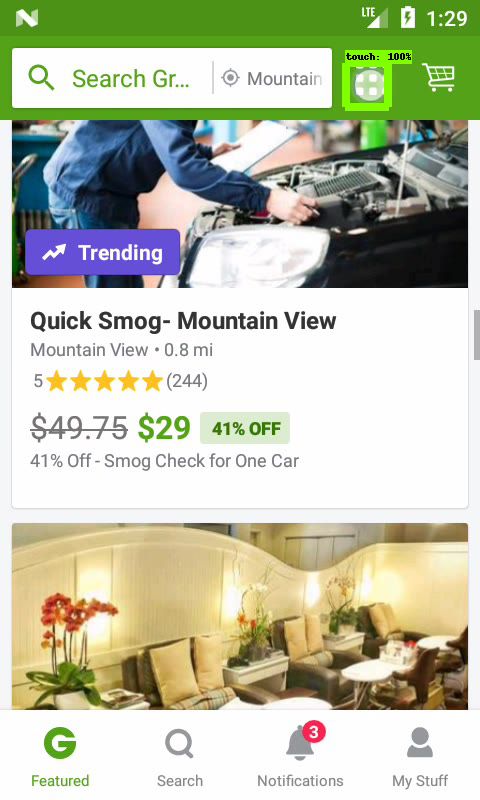 LTE 1:29
touch: 100%
Search Gr... Mountain
Trending
Quick Smog- Mountain View
Mountain View • 0.8 mi
5 (244)
$49.75 $29 41% OFF
41% Off - Smog Check for One Car
3
Featured Search Notifications My Stuff